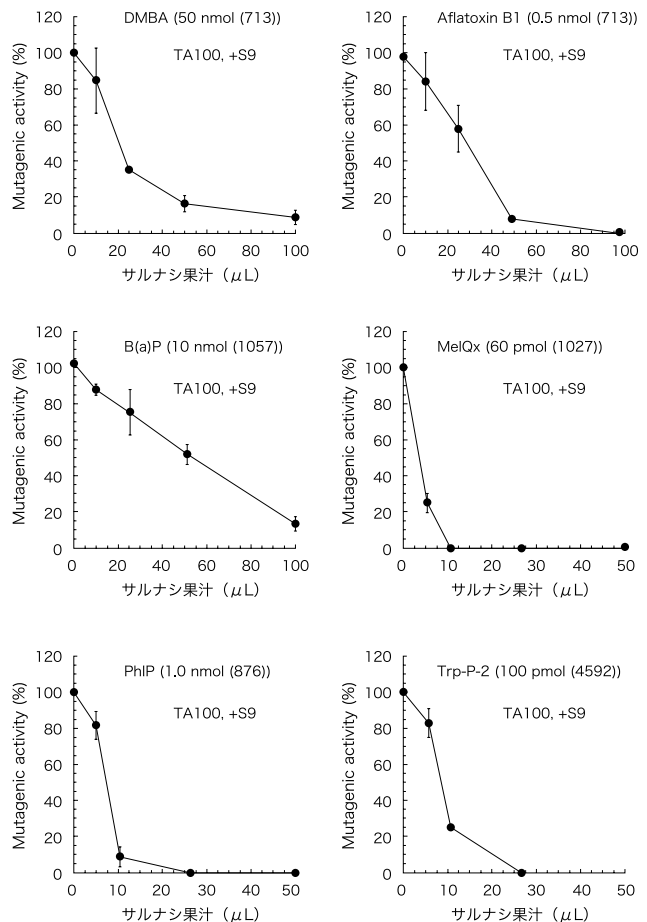 DMBA (50 nmol (713))
TA100, +S9
Mutagenic activity (%)
120
100
80
60
40
20
0
0 20 40 60 80 100
サルナシ果汁(μL)
Aflatoxin B1 (0.5 nmol (713))
TA100, +S9
Mutagenic activity (%)
120
100
80
60
40
20
0
0 20 40 60 80 100
サルナシ果汁(μL)
B(a)P (10 nmol (1057))
TA100, +S9
Mutagenic activity (%)
120
100
80
60
40
20
0
0 20 40 60 80 100
サルナシ果汁(μL)
MeIQx (60 pmol (1027))
TA100, +S9
Mutagenic activity (%)
120
100
80
60
40
20
0
0 10 20 30 40 50
サルナシ果汁(μL)
PhIP (1.0 nmol (876))
TA100, +S9
Mutagenic activity (%)
120
100
80
60
40
20
0
0 10 20 30 40 50
サルナシ果汁(μL)
Trp-P-2 (100 pmol (4592))
TA100, +S9
Mutagenic activity (%)
120
100
80
60
40
20
0
0 10 20 30 40 50
サルナシ果汁(μL)